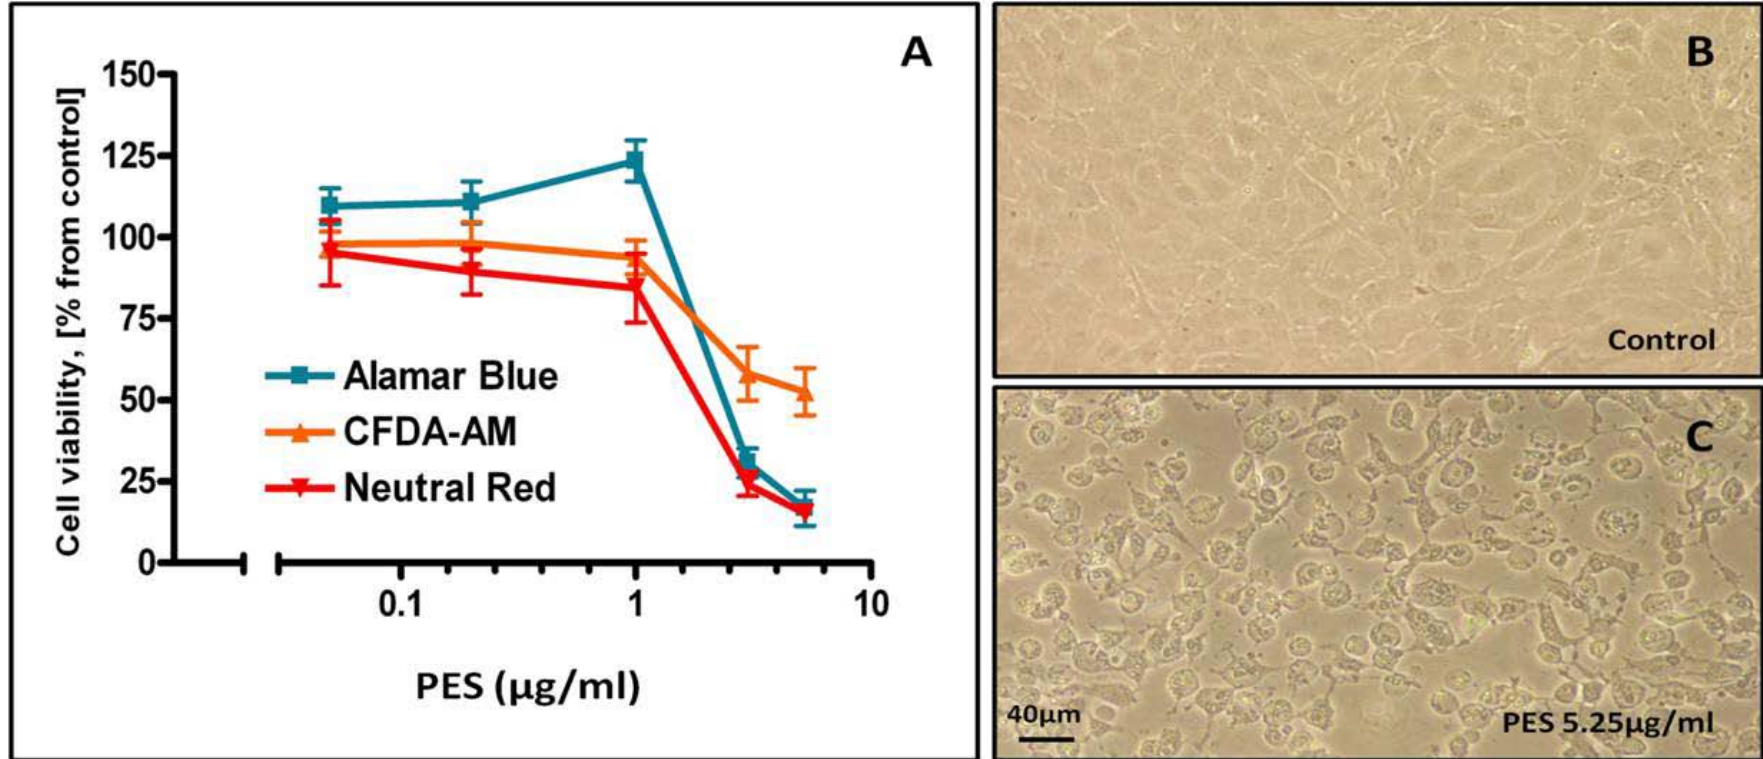 A
Cell viability, [% from control]
150
125
100
75
50
25
0
Alamar Blue
CFDA-AM
Neutral Red
0.1
1
10
PES (µg/ml)
B
Control
C
40µm
PES 5.25µg/ml